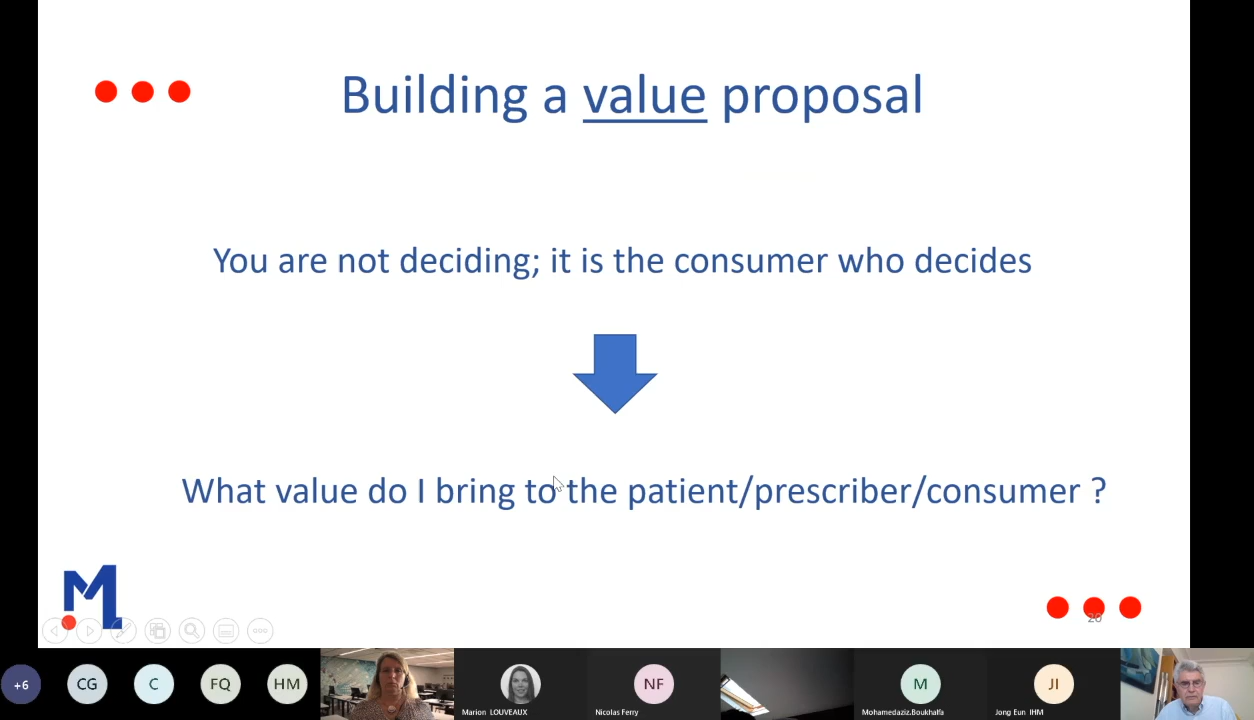 Building a value proposal
You are not deciding; it is the consumer who decides
What value do I bring to the patient/prescriber/consumer ?
M
20
+6
CG
C
FQ
HM
Marion LOUVEAUX
NF
Nicolas Ferry
M
Mohamedaziz.Boukhalfa
JI
Jong Eun IHM